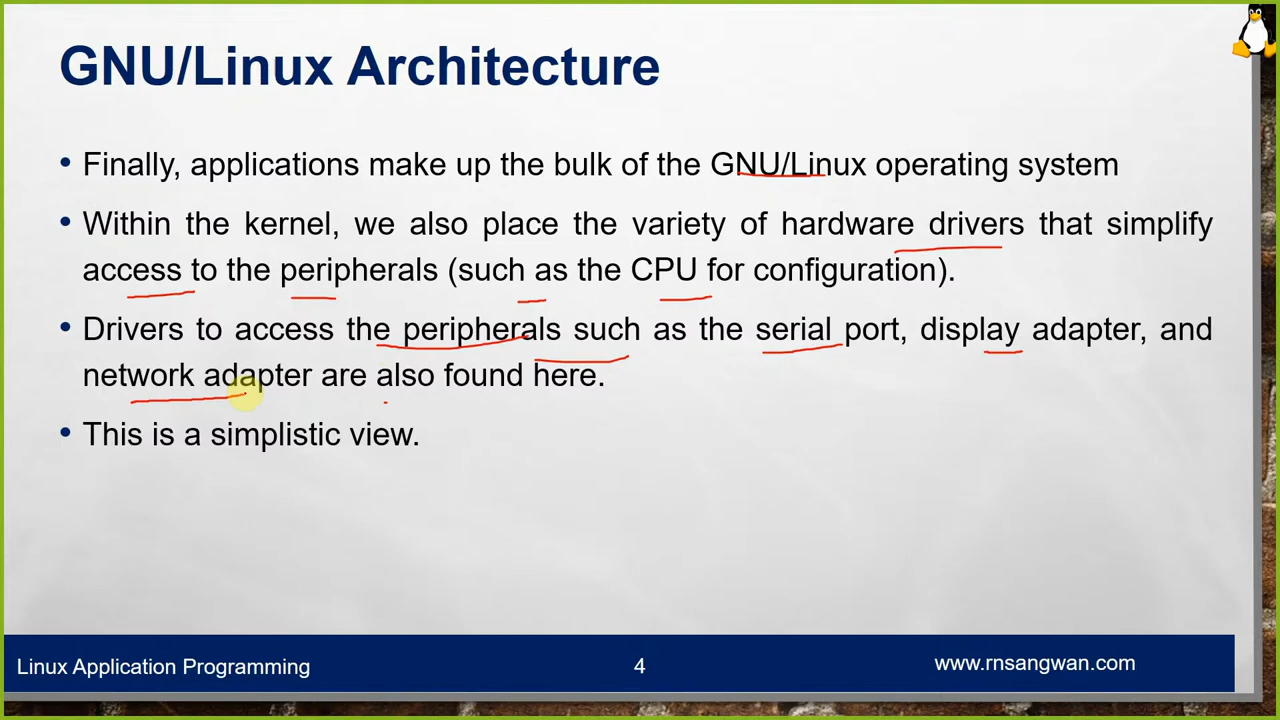 GNU/Linux Architecture
• Finally, applications make up the bulk of the GNU/Linux operating system
• Within the kernel, we also place the variety of hardware drivers that simplify
access to the peripherals (such as the CPU for configuration).
• Drivers to access the peripherals such as the serial port, display adapter, and
network adapter are also found here.
• This is a simplistic view.
Linux Application Programming
4
www.rnsangwan.com